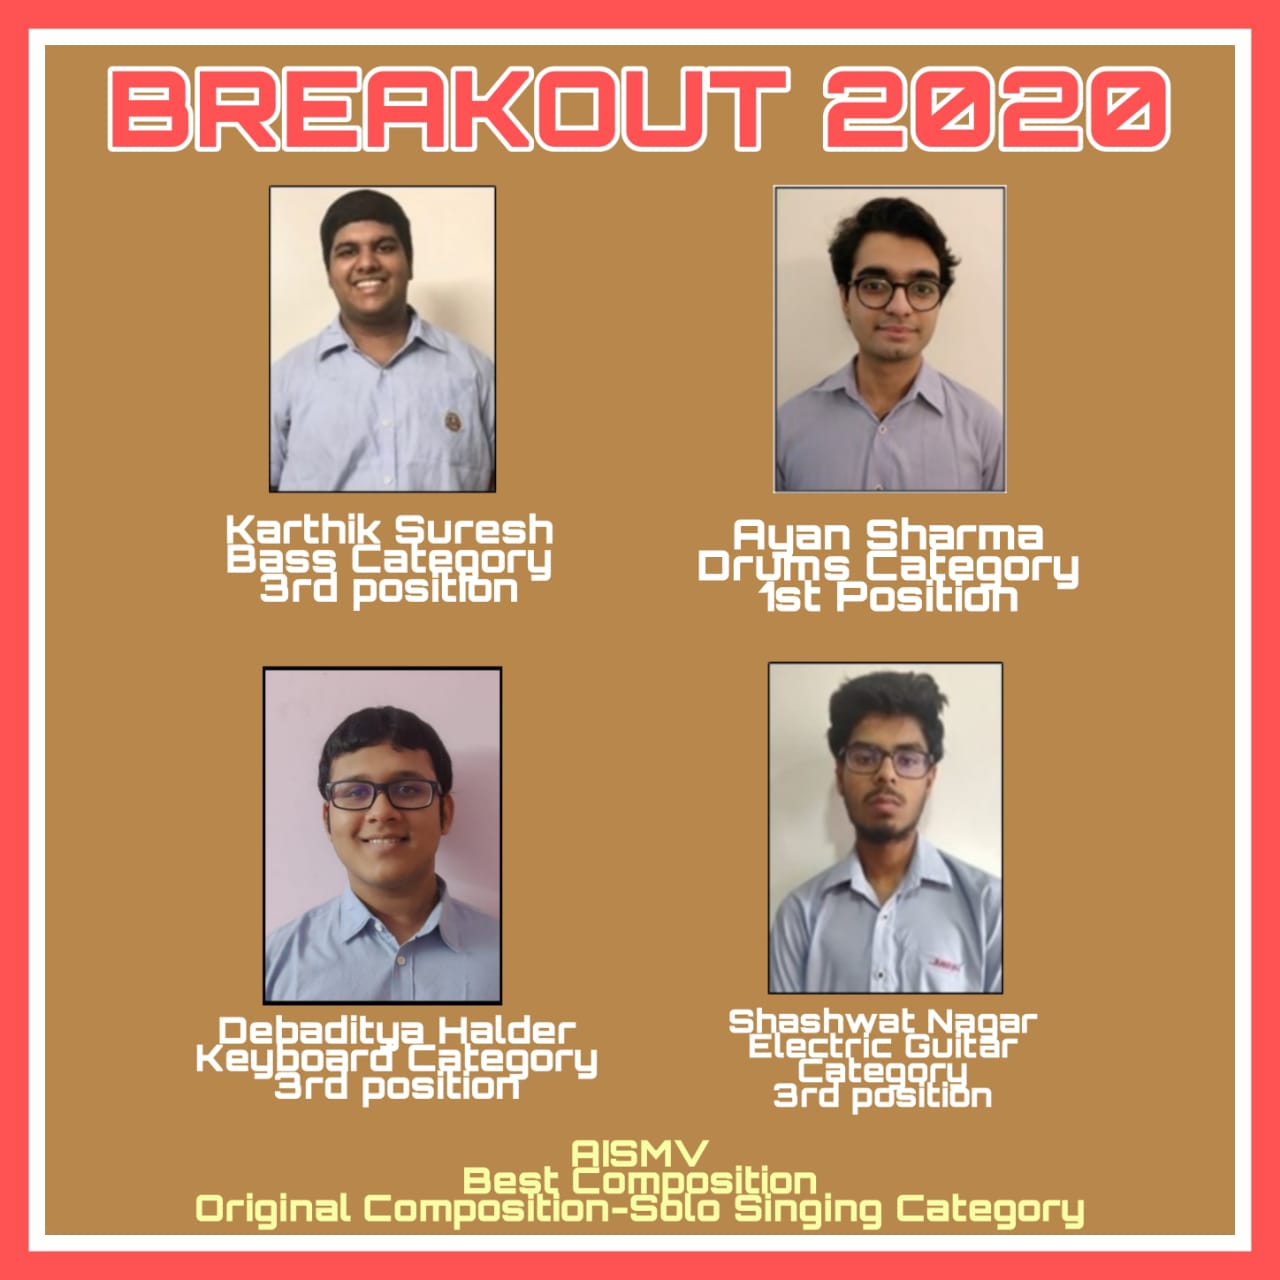 BREAKOUT 2020
Karthik Suresh
Bass Category
3rd position
Ayan Sharma
Drums Category
1st Position
Debaditya Halder
Keyboard Category
3rd position
Shashwat Nagar
Electric Guitar
Category
3rd position
AISMV
Best Composition
Original Composition-Solo Singing Category